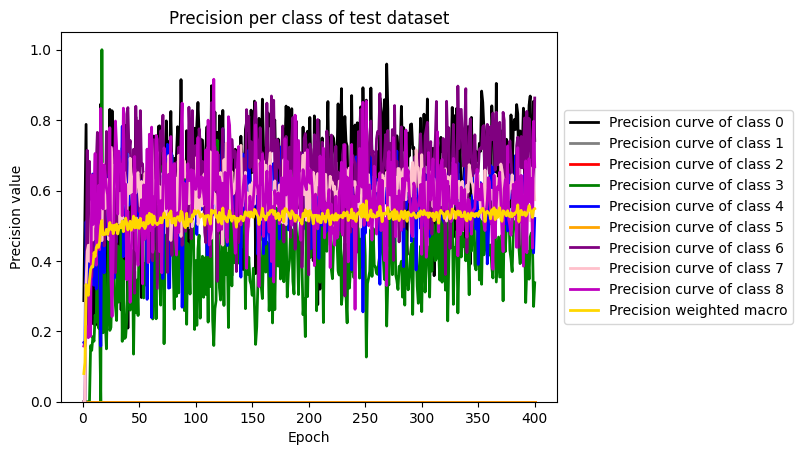 Precision per class of test dataset
1.0
0.8
0.6
0.4
0.2
0.0
Precision value
0
50
100
150
200
250
300
350
400
Epoch
Precision curve of class 0
Precision curve of class 1
Precision curve of class 2
Precision curve of class 3
Precision curve of class 4
Precision curve of class 5
Precision curve of class 6
Precision curve of class 7
Precision curve of class 8
Precision weighted macro